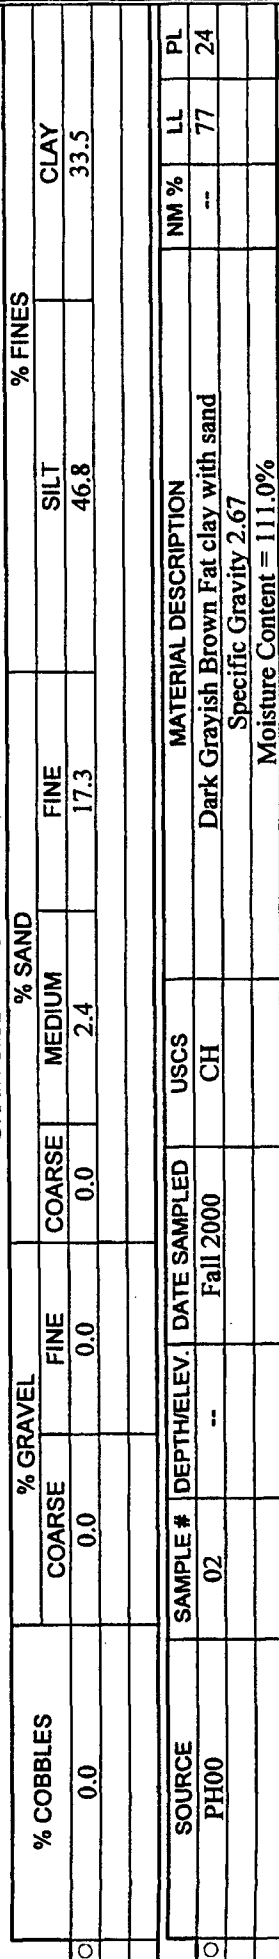 % COBBLES % GRAVEL % SAND % FINES
COARSE FINE COARSE MEDIUM FINE SILT CLAY
0.0 0.0 0.0 0.0 2.4 17.3 46.8 33.5
SOURCE SAMPLE # DEPTH/ELEV. DATE SAMPLED USCS MATERIAL DESCRIPTION NM % LL PL
PH00 02 -- Fall 2000 CH Dark Grayish Brown Fat clay with sand -- 77 24
Specific Gravity 2.67
Moisture Content = 111.0%